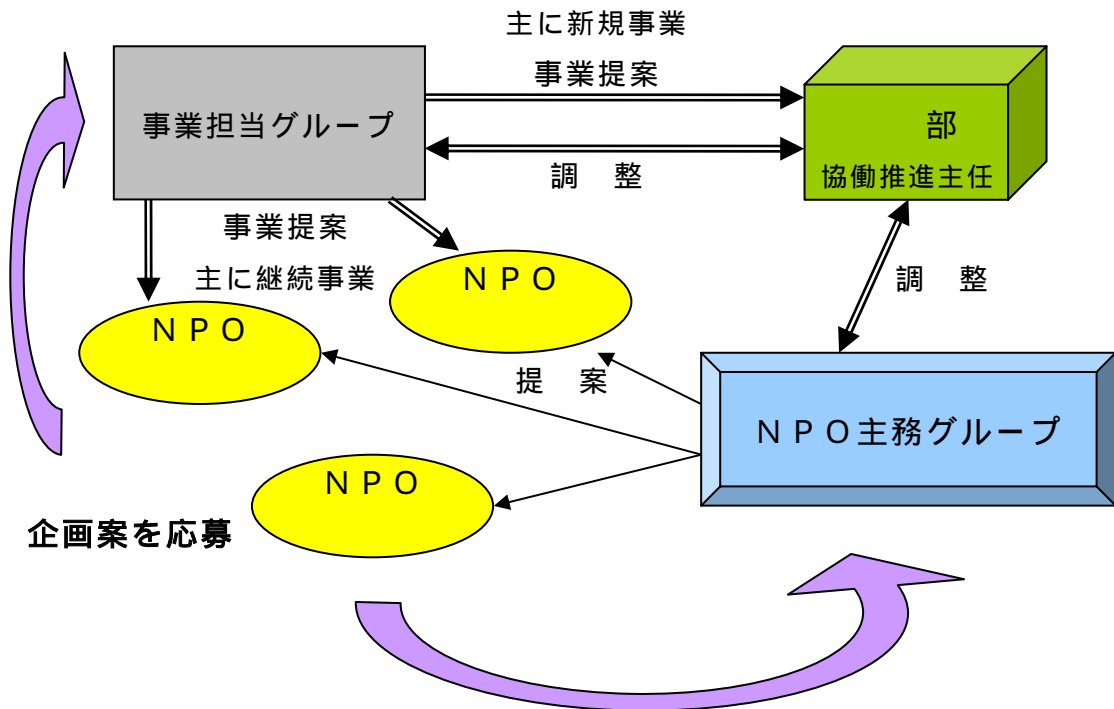 主に新規事業
事業提案
事業担当グループ
部
協働推進主任
調　整
事業提案
主に継続事業
ＮＰＯ
ＮＰＯ
調　整
提　案
ＮＰＯ主務グループ
ＮＰＯ
企画案を応募